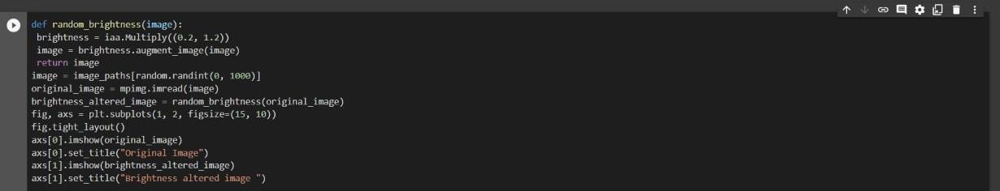 def random_brightness(image):
 brightness = iaa.Multiply((0.2, 1.2))
 image = brightness.augment_image(image)
 return image
image = image_paths[random.randint(0, 1000)]
original_image = mpimg.imread(image)
brightness_altered_image = random_brightness(original_image)
fig, axs = plt.subplots(1, 2, figsize=(15, 10))
fig.tight_layout()
axs[0].imshow(original_image)
axs[0].set_title("Original Image")
axs[1].imshow(brightness_altered_image)
axs[1].set_title("Brightness altered image ")